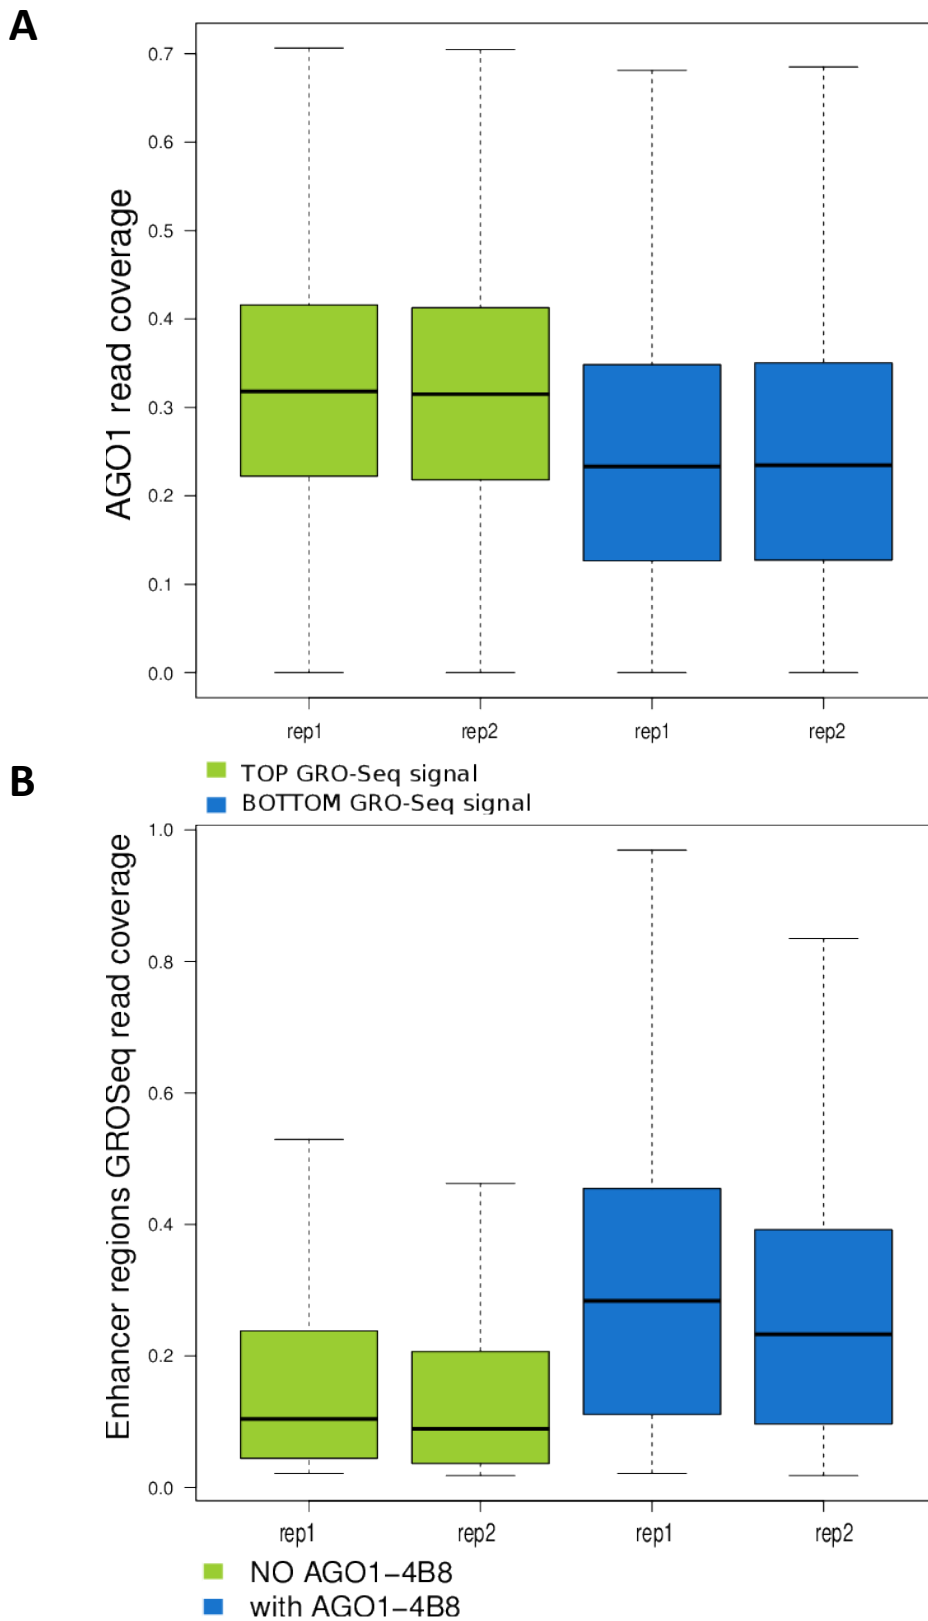 A
AGO1 read coverage
0.7
0.6
0.5
0.4
0.3
0.2
0.1
0.0
rep1 rep2 rep1 rep2
TOP GRO-Seq signal
BOTTOM GRO-Seq signal
B
Enhancer regions GROSeq read coverage
1.0
0.8
0.6
0.4
0.2
0.0
rep1 rep2 rep1 rep2
NO AGO1−4B8
with AGO1−4B8